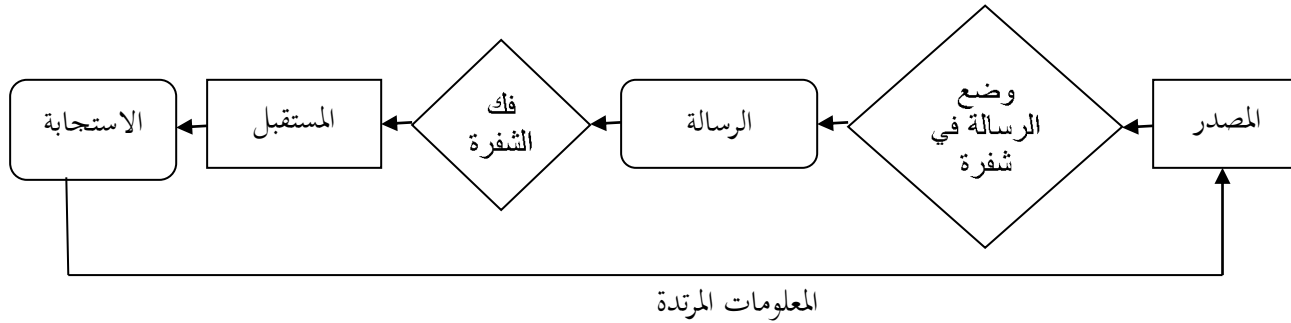 المصدر
وضع
الرسالة في
شفرة
الرسالة
فك
الشفرة
المستقبل
الاستجابة
المعلومات المرتدة